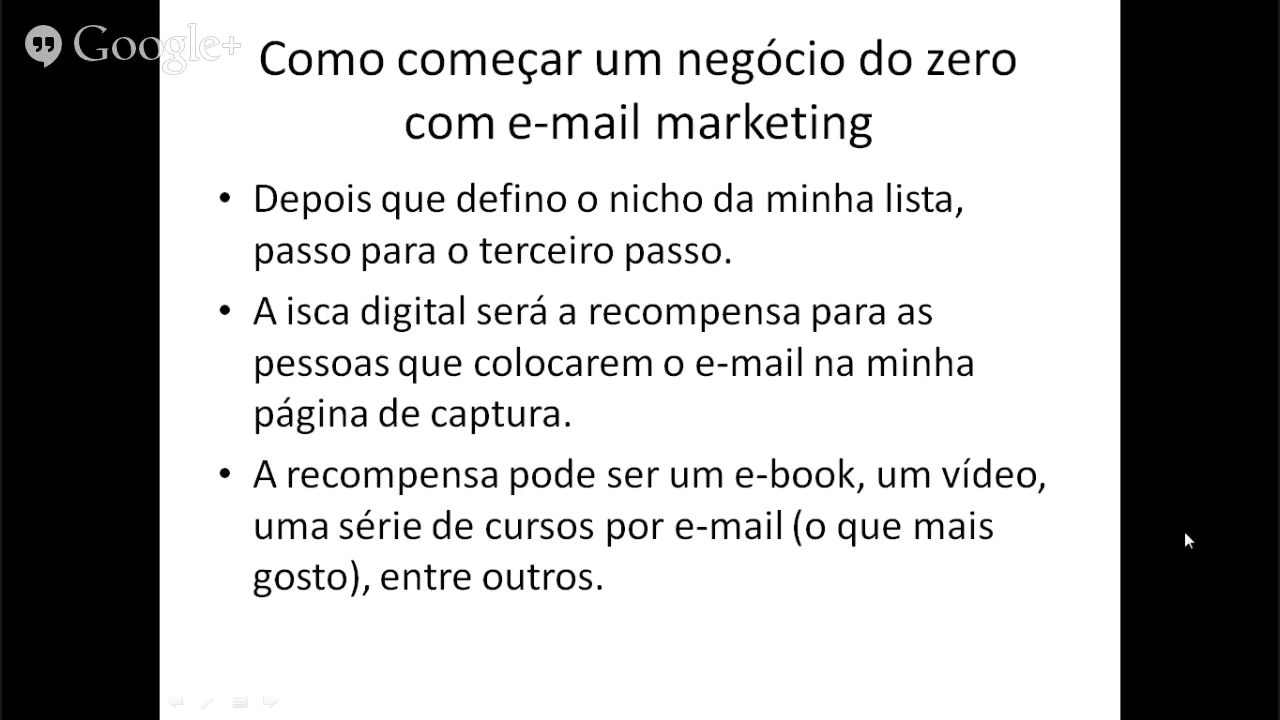 Google+
Como começar um negócio do zero
com e-mail marketing
• Depois que defino o nicho da minha lista,
passo para o terceiro passo.
• A isca digital será a recompensa para as
pessoas que colocarem o e-mail na minha
página de captura.
• A recompensa pode ser um e-book, um vídeo,
uma série de cursos por e-mail (o que mais
gosto), entre outros.